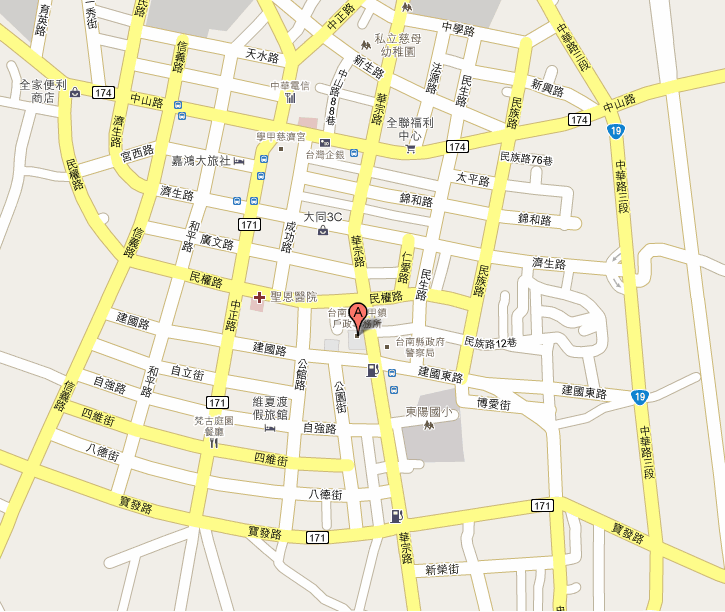 育英路
一秀街
信義路
民權路
中正路
天水路
私立慈母
幼稚園
中學路
中華路三段
全家便利
商店
174
中山路
中華電信
中山路88巷
新生路
法源路
民生路
新興路
華宗路
民族路
中山路
174
19
濟生路
宮西路
學甲慈濟宮
台灣企銀
全聯福利
中心
174
民族路76巷
中華路三段
民權路
嘉鴻大旅社
太平路
濟生路
錦和路
錦和路
171
大同3C
和平路
成功路
廣文路
信義路
華宗路
仁愛路
民生路
民族路
濟生路
民權路
聖恩醫院
民權路
中正路
A
建國路
建國路
台南縣政府
警察局
民族路12巷
自強路
和平路
自立街
公館路
公園街
建國東路
建國東路
信義路
171
維夏渡
假旅館
博愛街
19
四維街
梵古庭園
餐廳
自強路
東陽國小
中華路三段
八德街
四維街
八德街
寶發路
寶發路
171
華宗路
171
寶發路
新榮街